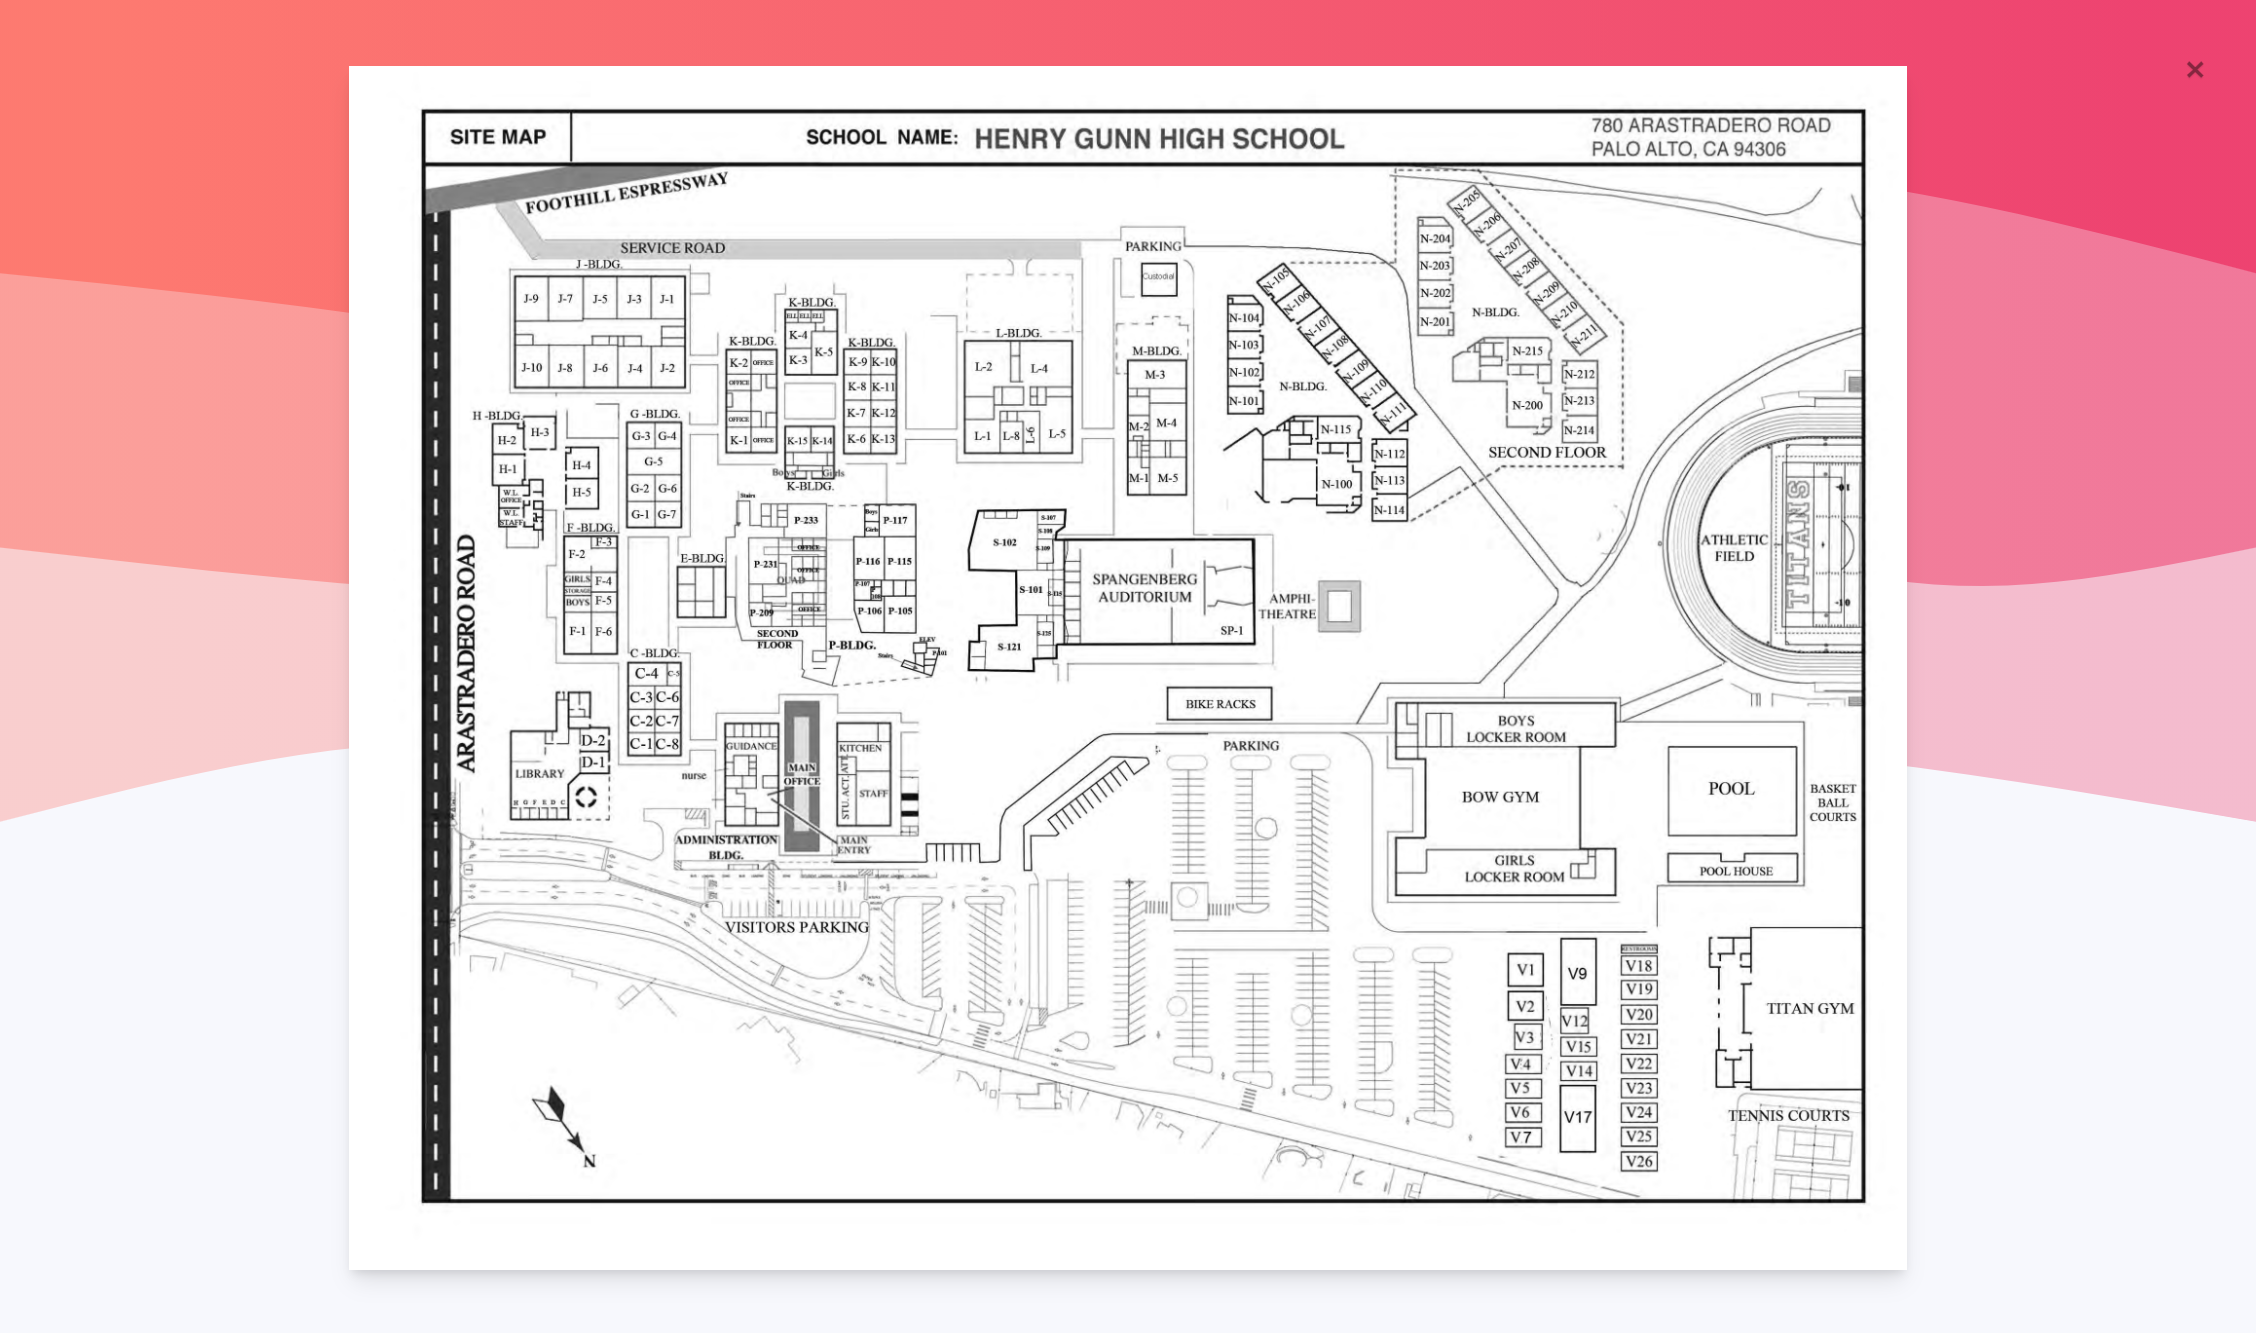 ×
SITE MAP
SCHOOL NAME: HENRY GUNN HIGH SCHOOL
780 ARASTRADERO ROAD
PALO ALTO, CA 94306
FOOTHILL ESPRESSWAY
SERVICE ROAD
PARKING
Custodial
J -BLDG.
J-9 J-7 J-5 J-3 J-1
J-10 J-8 J-6 J-4 J-2
K-BLDG.
ELL ELL ELL
K-4
K-3
K-5
K-BLDG.
K-2 OFFICE
OFFICE
OFFICE
K-1 OFFICE
K-BLDG.
K-9 K-10
K-8 K-11
K-7 K-12
K-6 K-13
K-15 K-14
Boys Girls
K-BLDG.
L-BLDG.
L-2
L-4
L-1
L-8
L-6
L-5
M-BLDG.
M-3
M-2
M-4
M-1
M-5
N-105
N-106
N-107
N-108
N-109
N-110
N-111
N-104
N-103
N-102
N-101
N-BLDG.
N-115
N-100
N-112
N-113
N-114
N-205
N-206
N-207
N-208
N-209
N-210
N-211
N-204
N-203
N-202
N-201
N-BLDG.
N-215
N-200
N-212
N-213
N-214
SECOND FLOOR
H -BLDG.
H-2
H-3
H-1
H-4
H-5
W.L.
OFFICE
W.L.
STAFF
G -BLDG.
G-3 G-4
G-5
G-2 G-6
G-1 G-7
F -BLDG.
F-3
F-2
GIRLS F-4
STORAGE
BOYS F-5
F-1 F-6
E-BLDG.
Stairs
P-233
OFFICE
P-231
OFFICE
QUAD
P-209
OFFICE
SECOND
FLOOR
Boys
Girls
P-117
P-116 P-115
P-107
P-106 P-105
P-BLDG.
ELEV
Stairs
P-101
S-107
S-108
S-102
S-109
S-101
S-115
S-125
S-121
SPANGENBERG
AUDITORIUM
SP-1
AMPHI-
THEATRE
ATHLETIC
FIELD
TITANS
ARASTRADERO ROAD
C -BLDG.
C-4 C-5
C-3 C-6
C-2 C-7
C-1 C-8
D-2
D-1
LIBRARY
H G F E D C
GUIDANCE
nurse
MAIN
OFFICE
KITCHEN
STU. ACT. ATT.
STAFF
ADMINISTRATION
BLDG.
MAIN
ENTRY
VISITORS PARKING
BIKE RACKS
PARKING
BOYS
LOCKER ROOM
BOW GYM
GIRLS
LOCKER ROOM
POOL
POOL HOUSE
BASKET
BALL
COURTS
V1
V2
V3
V4
V5
V6
V7
V9
V12
V15
V14
V17
RESTROOMS
V18
V19
V20
V21
V22
V23
V24
V25
V26
TITAN GYM
TENNIS COURTS
N